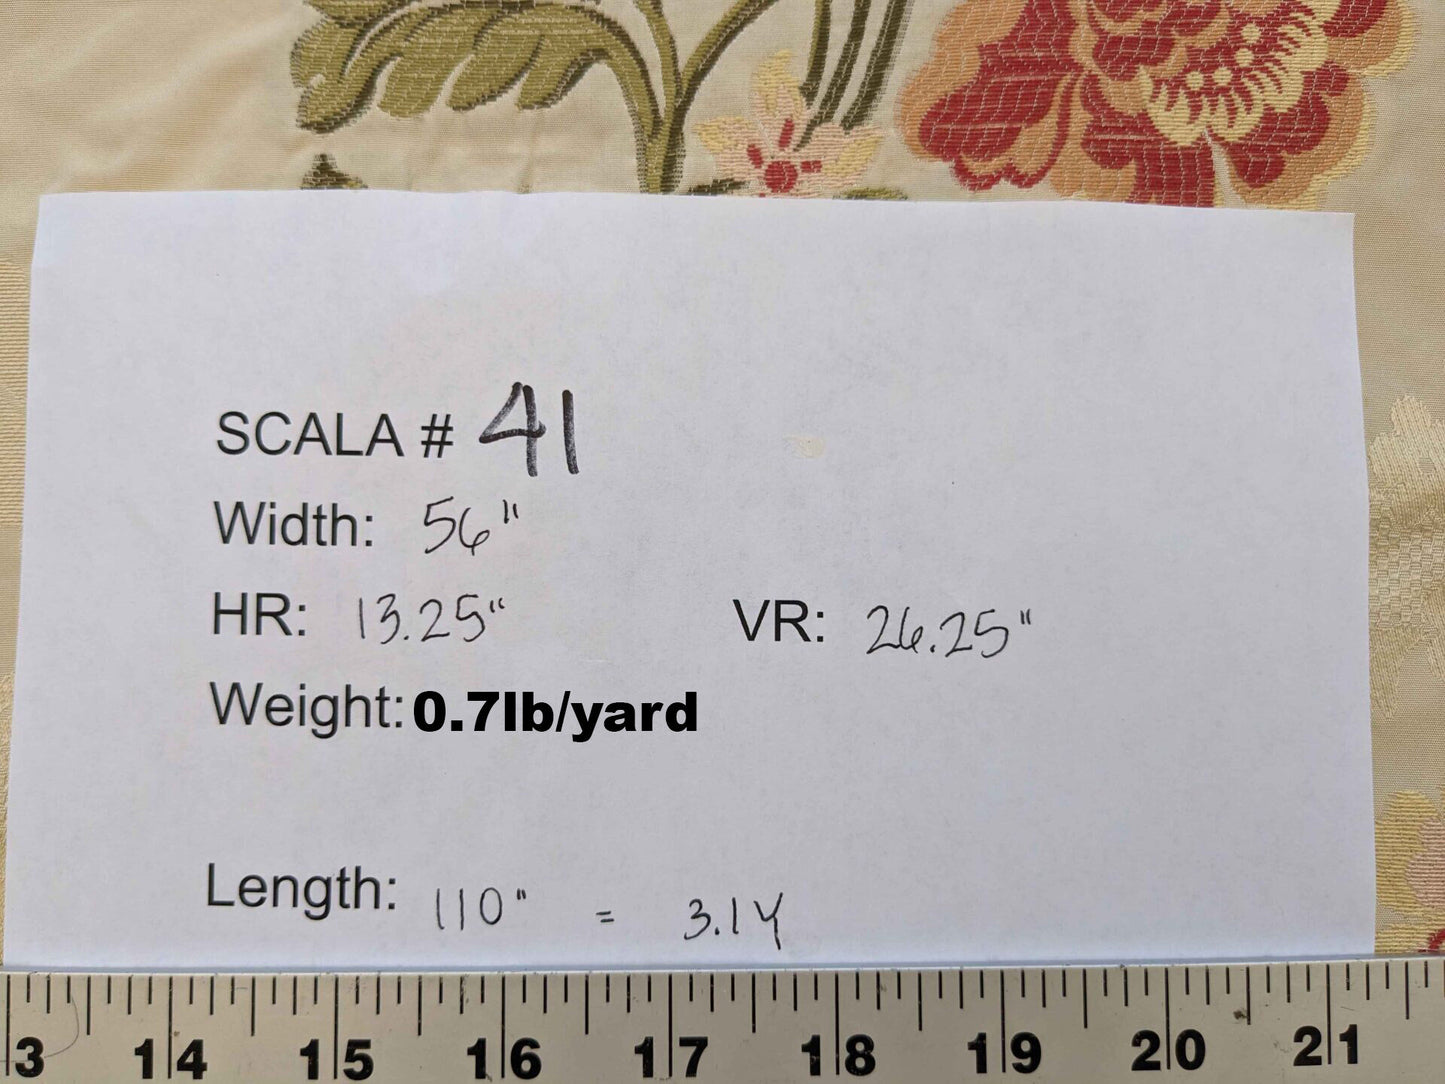 SCALA # 41
Width: 56"
HR: 13.25" VR: 26.25"
Weight: 0.7lb/yard
Length: 110" = 3.1Y
3 14 15 16 17 18 19 20 21